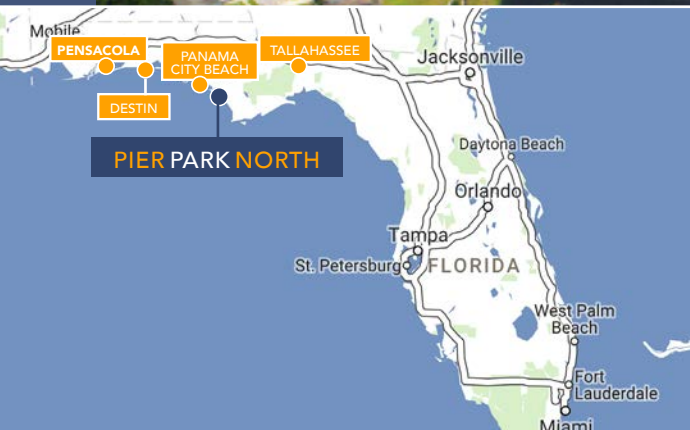 Mobile
PENSACOLA
PANAMA
CITY BEACH
TALLAHASSEE
Jacksonville
DESTIN
PIER PARK NORTH
Daytona Beach
Orlando
Tampa
St. Petersburg
FLORIDA
West Palm
Beach
Fort
Lauderdale
Miami